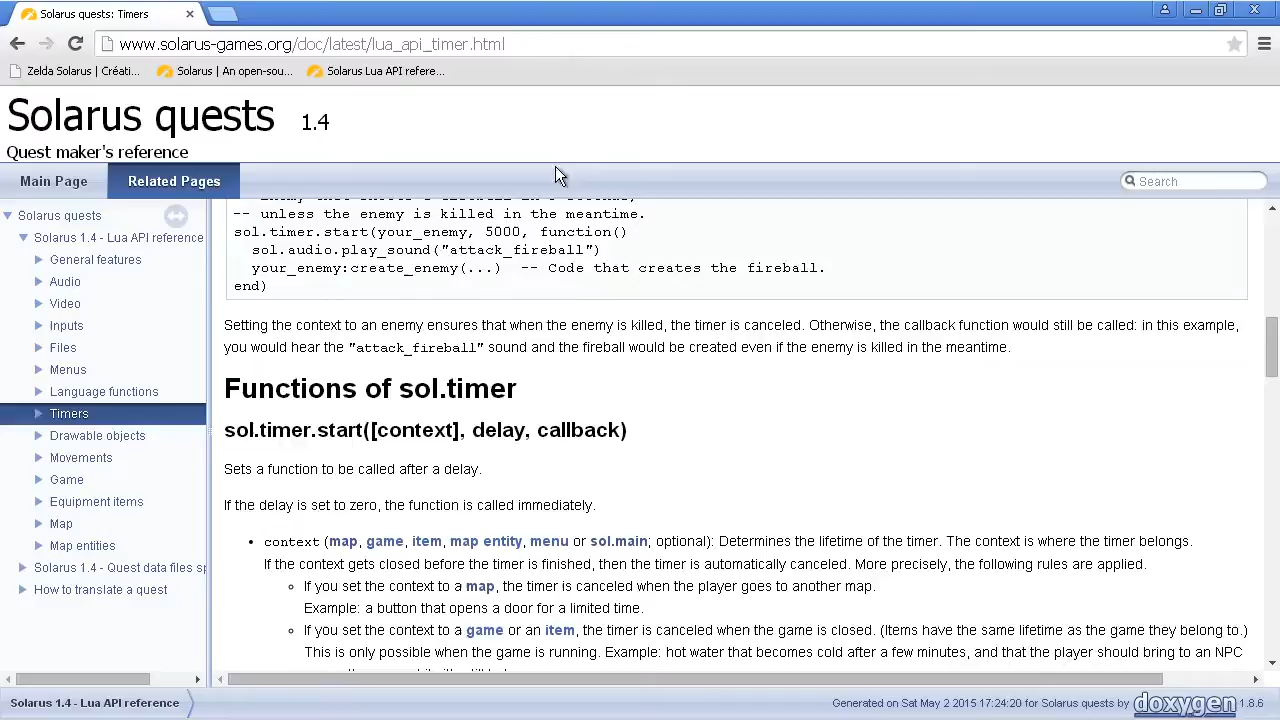 Solarus quests: Timers
www.solarus-games.org/doc/latest/lua_api_timer.html
Zelda Solarus | Créati...
Solarus | An open-sou...
Solarus Lua API refere...
Solarus quests 1.4
Quest maker's reference
Main Page
Related Pages
Search
Solarus quests
Solarus 1.4 - Lua API reference
General features
Audio
Video
Inputs
Files
Menus
Language functions
Timers
Drawable objects
Movements
Game
Equipment items
Map
Map entities
Solarus 1.4 - Quest data files sp
How to translate a quest
-- unless the enemy is killed in the meantime.
sol.timer.start(your_enemy, 5000, function()
sol.audio.play_sound("attack_fireball")
your_enemy:create_enemy(...)  -- Code that creates the fireball.
end)
Setting the context to an enemy ensures that when the enemy is killed, the timer is canceled. Otherwise, the callback function would still be called: in this example,
you would hear the "attack_fireball" sound and the fireball would be created even if the enemy is killed in the meantime.
Functions of sol.timer
sol.timer.start([context], delay, callback)
Sets a function to be called after a delay.
If the delay is set to zero, the function is called immediately.
• context (map, game, item, map entity, menu or sol.main; optional): Determines the lifetime of the timer. The context is where the timer belongs.
If the context gets closed before the timer is finished, then the timer is automatically canceled. More precisely, the following rules are applied.
◦ If you set the context to a map, the timer is canceled when the player goes to another map.
Example: a button that opens a door for a limited time.
◦ If you set the context to a game or an item, the timer is canceled when the game is closed. (Items have the same lifetime as the game they belong to.)
This is only possible when the game is running. Example: hot water that becomes cold after a few minutes, and that the player should bring to an NPC
Solarus 1.4 - Lua API reference
Generated on Sat May 2 2015 17:24:20 for Solarus quests by doxygen 1.8.6